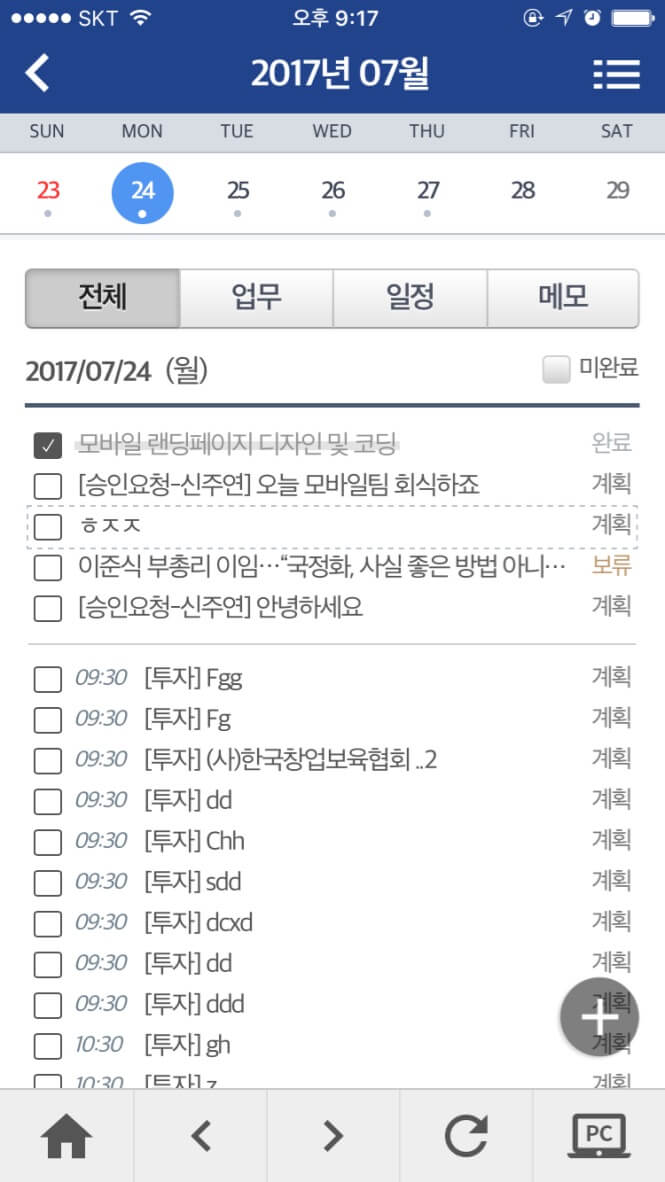 SKT 오후 9:17
2017년 07월
SUN MON TUE WED THU FRI SAT
23 24 25 26 27 28 29
전체 업무 일정 메모
2017/07/24 (월) 미완료
모바일 랜딩페이지 디자인 및 코딩 완료
[승인요청-신주연] 오늘 모바일팀 회식하죠 계획
ㅎㅈㅈ 계획
이준식 부총리 이임…“국정화, 사실 좋은 방법 아니… 보류
[승인요청-신주연] 안녕하세요 계획
09:30 [투자] Fgg 계획
09:30 [투자] Fg 계획
09:30 [투자] (사)한국창업보육협회 ..2 계획
09:30 [투자] dd 계획
09:30 [투자] Chh 계획
09:30 [투자] sdd 계획
09:30 [투자] dcxd 계획
09:30 [투자] dd 계획
09:30 [투자] ddd 계획
10:30 [투자] gh 계획
10:30 [투자] z 계획
PC